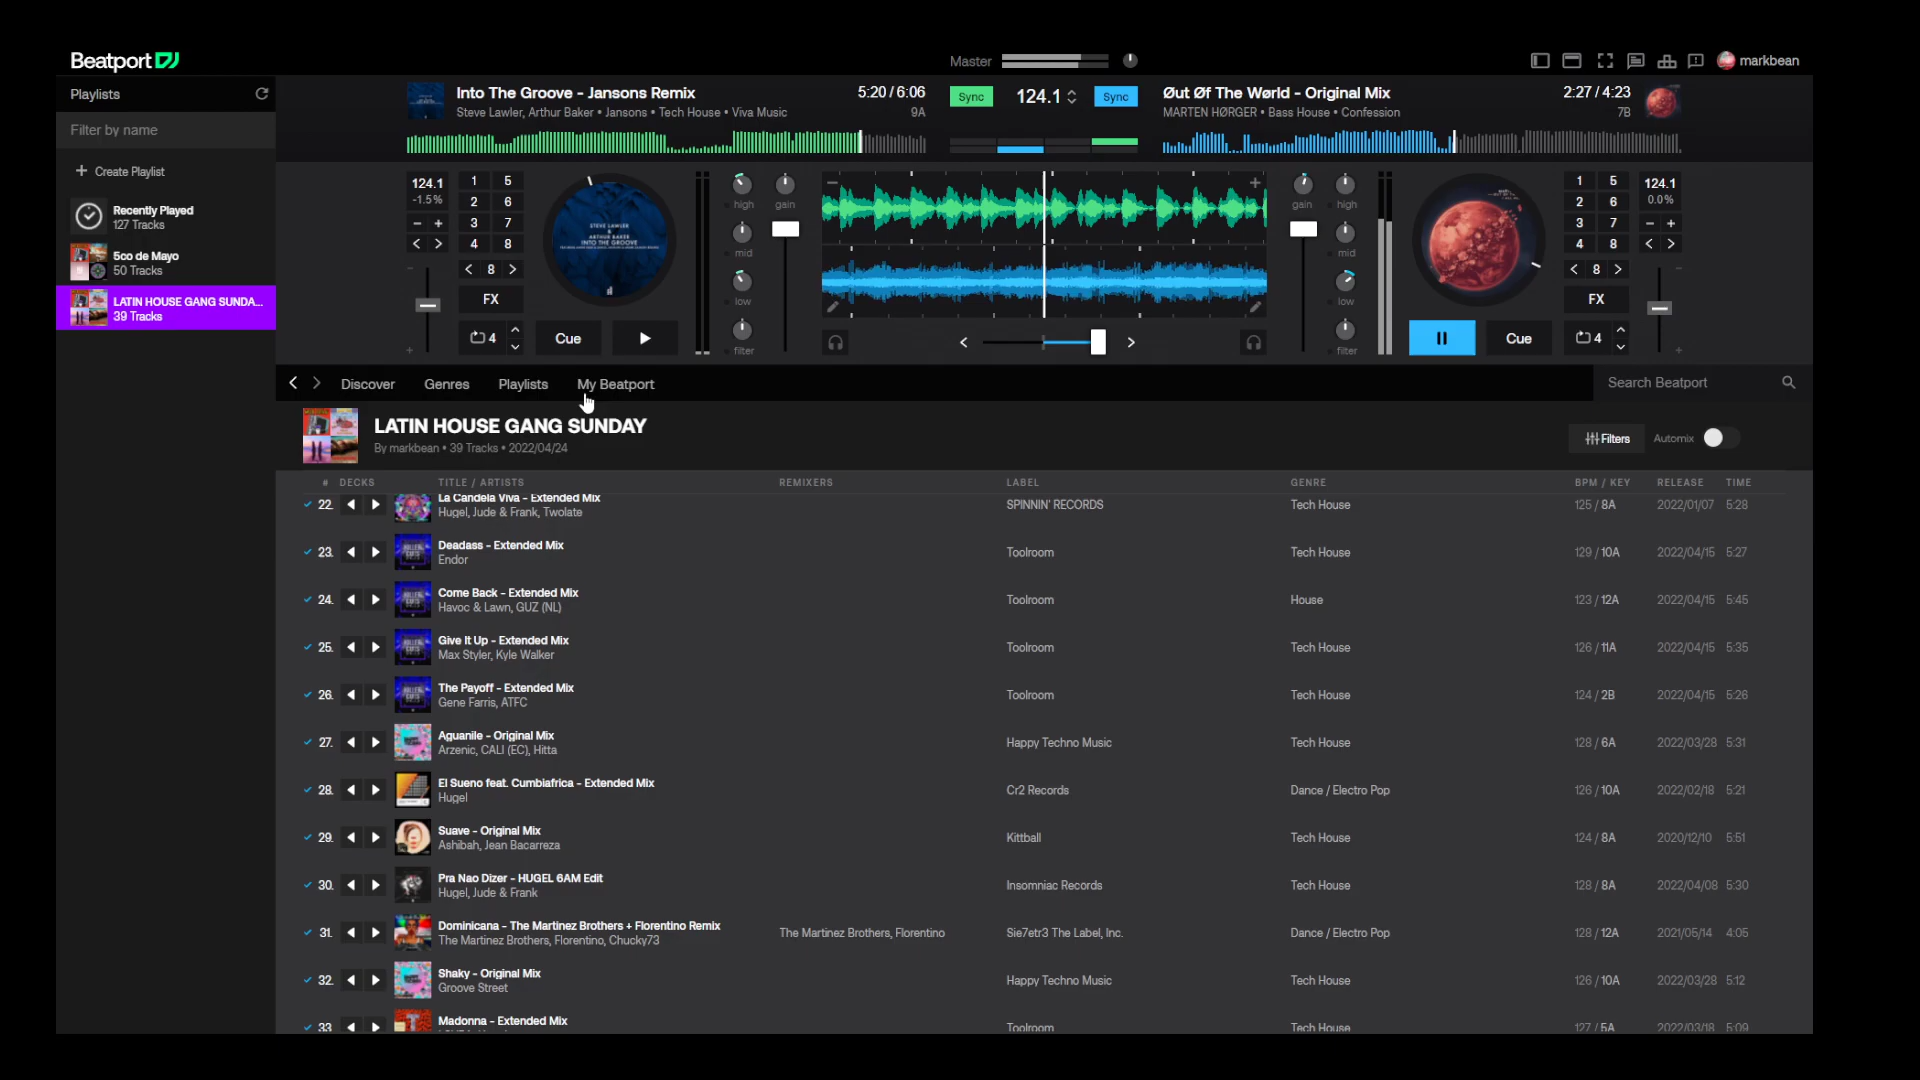 Beatport
Master
markbean
Playlists
Filter by name
Create Playlist
Recently Played
127 Tracks
5co de Mayo
50 Tracks
LATIN HOUSE GANG SUNDA...
39 Tracks
Into The Groove - Jansons Remix
5:20 / 6:06
Steve Lawler, Arthur Baker • Jansons • Tech House • Viva Music
9A
Sync
124.1
Sync
Øut Øf The Wørld - Original Mix
2:27 / 4:23
MARTEN HØRGER • Bass House • Confession
7B
124.1
-1.5%
1 5
2 6
3 7
4 8
8
FX
4
Cue
STEVE LAWLER
&
ARTHUR BAKER
INTO THE GROOVE
high
mid
low
filter
gain
gain
high
mid
low
filter
1 5
2 6
3 7
4 8
8
FX
Cue
4
124.1
0.0%
Discover
Genres
Playlists
My Beatport
Search Beatport
LATIN HOUSE GANG SUNDAY
By markbean • 39 Tracks • 2022/04/24
Filters
Automix
# DECKS TITLE / ARTISTS REMIXERS LABEL GENRE BPM / KEY RELEASE TIME
22. La Candela Viva - Extended Mix SPINNIN' RECORDS Tech House 125 / 8A 2022/01/07 5:28
Hugel, Jude & Frank, Twolate
23. Deadass - Extended Mix Toolroom Tech House 129 / 10A 2022/04/15 5:27
Endor
24. Come Back - Extended Mix Toolroom House 123 / 12A 2022/04/15 5:45
Havoc & Lawn, GUZ (NL)
25. Give It Up - Extended Mix Toolroom Tech House 126 / 11A 2022/04/15 5:35
Max Styler, Kyle Walker
26. The Payoff - Extended Mix Toolroom Tech House 124 / 2B 2022/04/15 5:26
Gene Farris, ATFC
27. Aguanile - Original Mix Happy Techno Music Tech House 128 / 6A 2022/03/28 5:31
Arzenic, CALI (EC), Hitta
28. El Sueno feat. Cumbiafrica - Extended Mix Cr2 Records Dance / Electro Pop 126 / 10A 2022/02/18 5:21
Hugel
29. Suave - Original Mix Kittball Tech House 124 / 8A 2020/12/10 5:51
Ashibah, Jean Bacarreza
30. Pra Nao Dizer - HUGEL 6AM Edit Insomniac Records Tech House 128 / 8A 2022/04/08 5:30
Hugel, Jude & Frank
31. Dominicana - The Martinez Brothers + Florentino Remix The Martinez Brothers, Florentino Sie7etr3 The Label, Inc. Dance / Electro Pop 128 / 12A 2021/05/14 4:05
The Martinez Brothers, Florentino, Chucky73
32. Shaky - Original Mix Happy Techno Music Tech House 126 / 10A 2022/03/28 5:12
Groove Street
33 Madonna - Extended Mix Toolroom Tech House 127 / 5A 2022/03/18 5:09